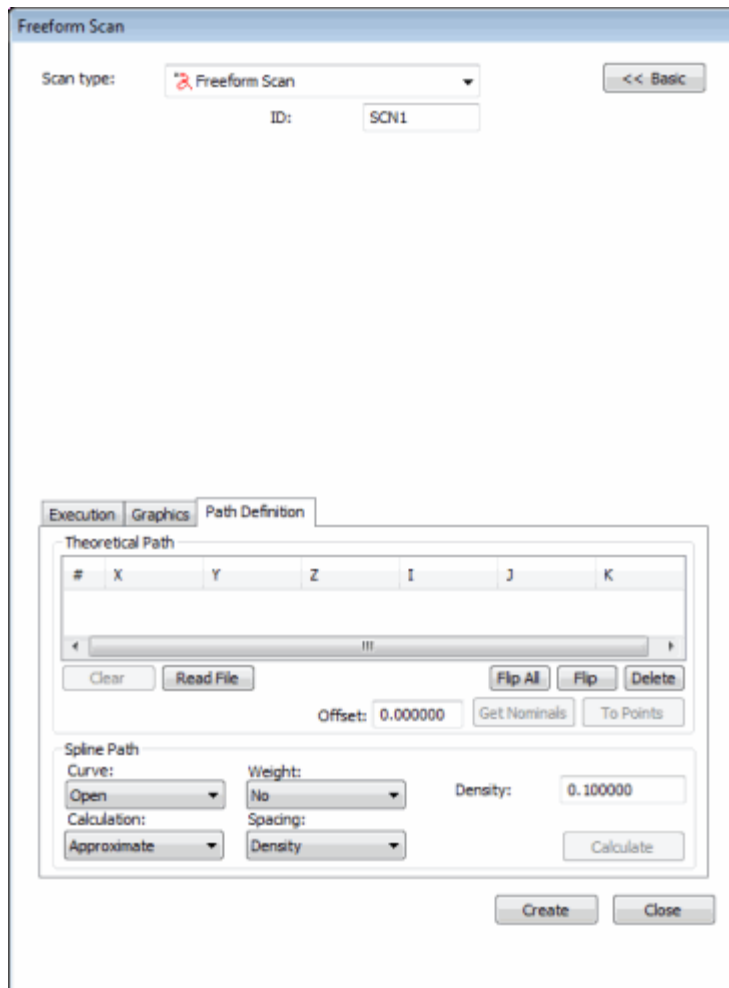 Freeform Scan
Scan type: Freeform Scan << Basic
ID: SCN1
Execution Graphics Path Definition
Theoretical Path
# X Y Z I J K
Clear Read File Flip All Flip Delete
Offset: 0.000000 Get Nominals To Points
Spline Path
Curve: Weight:
Open No Density: 0.100000
Calculation: Spacing:
Approximate Density Calculate
Create Close